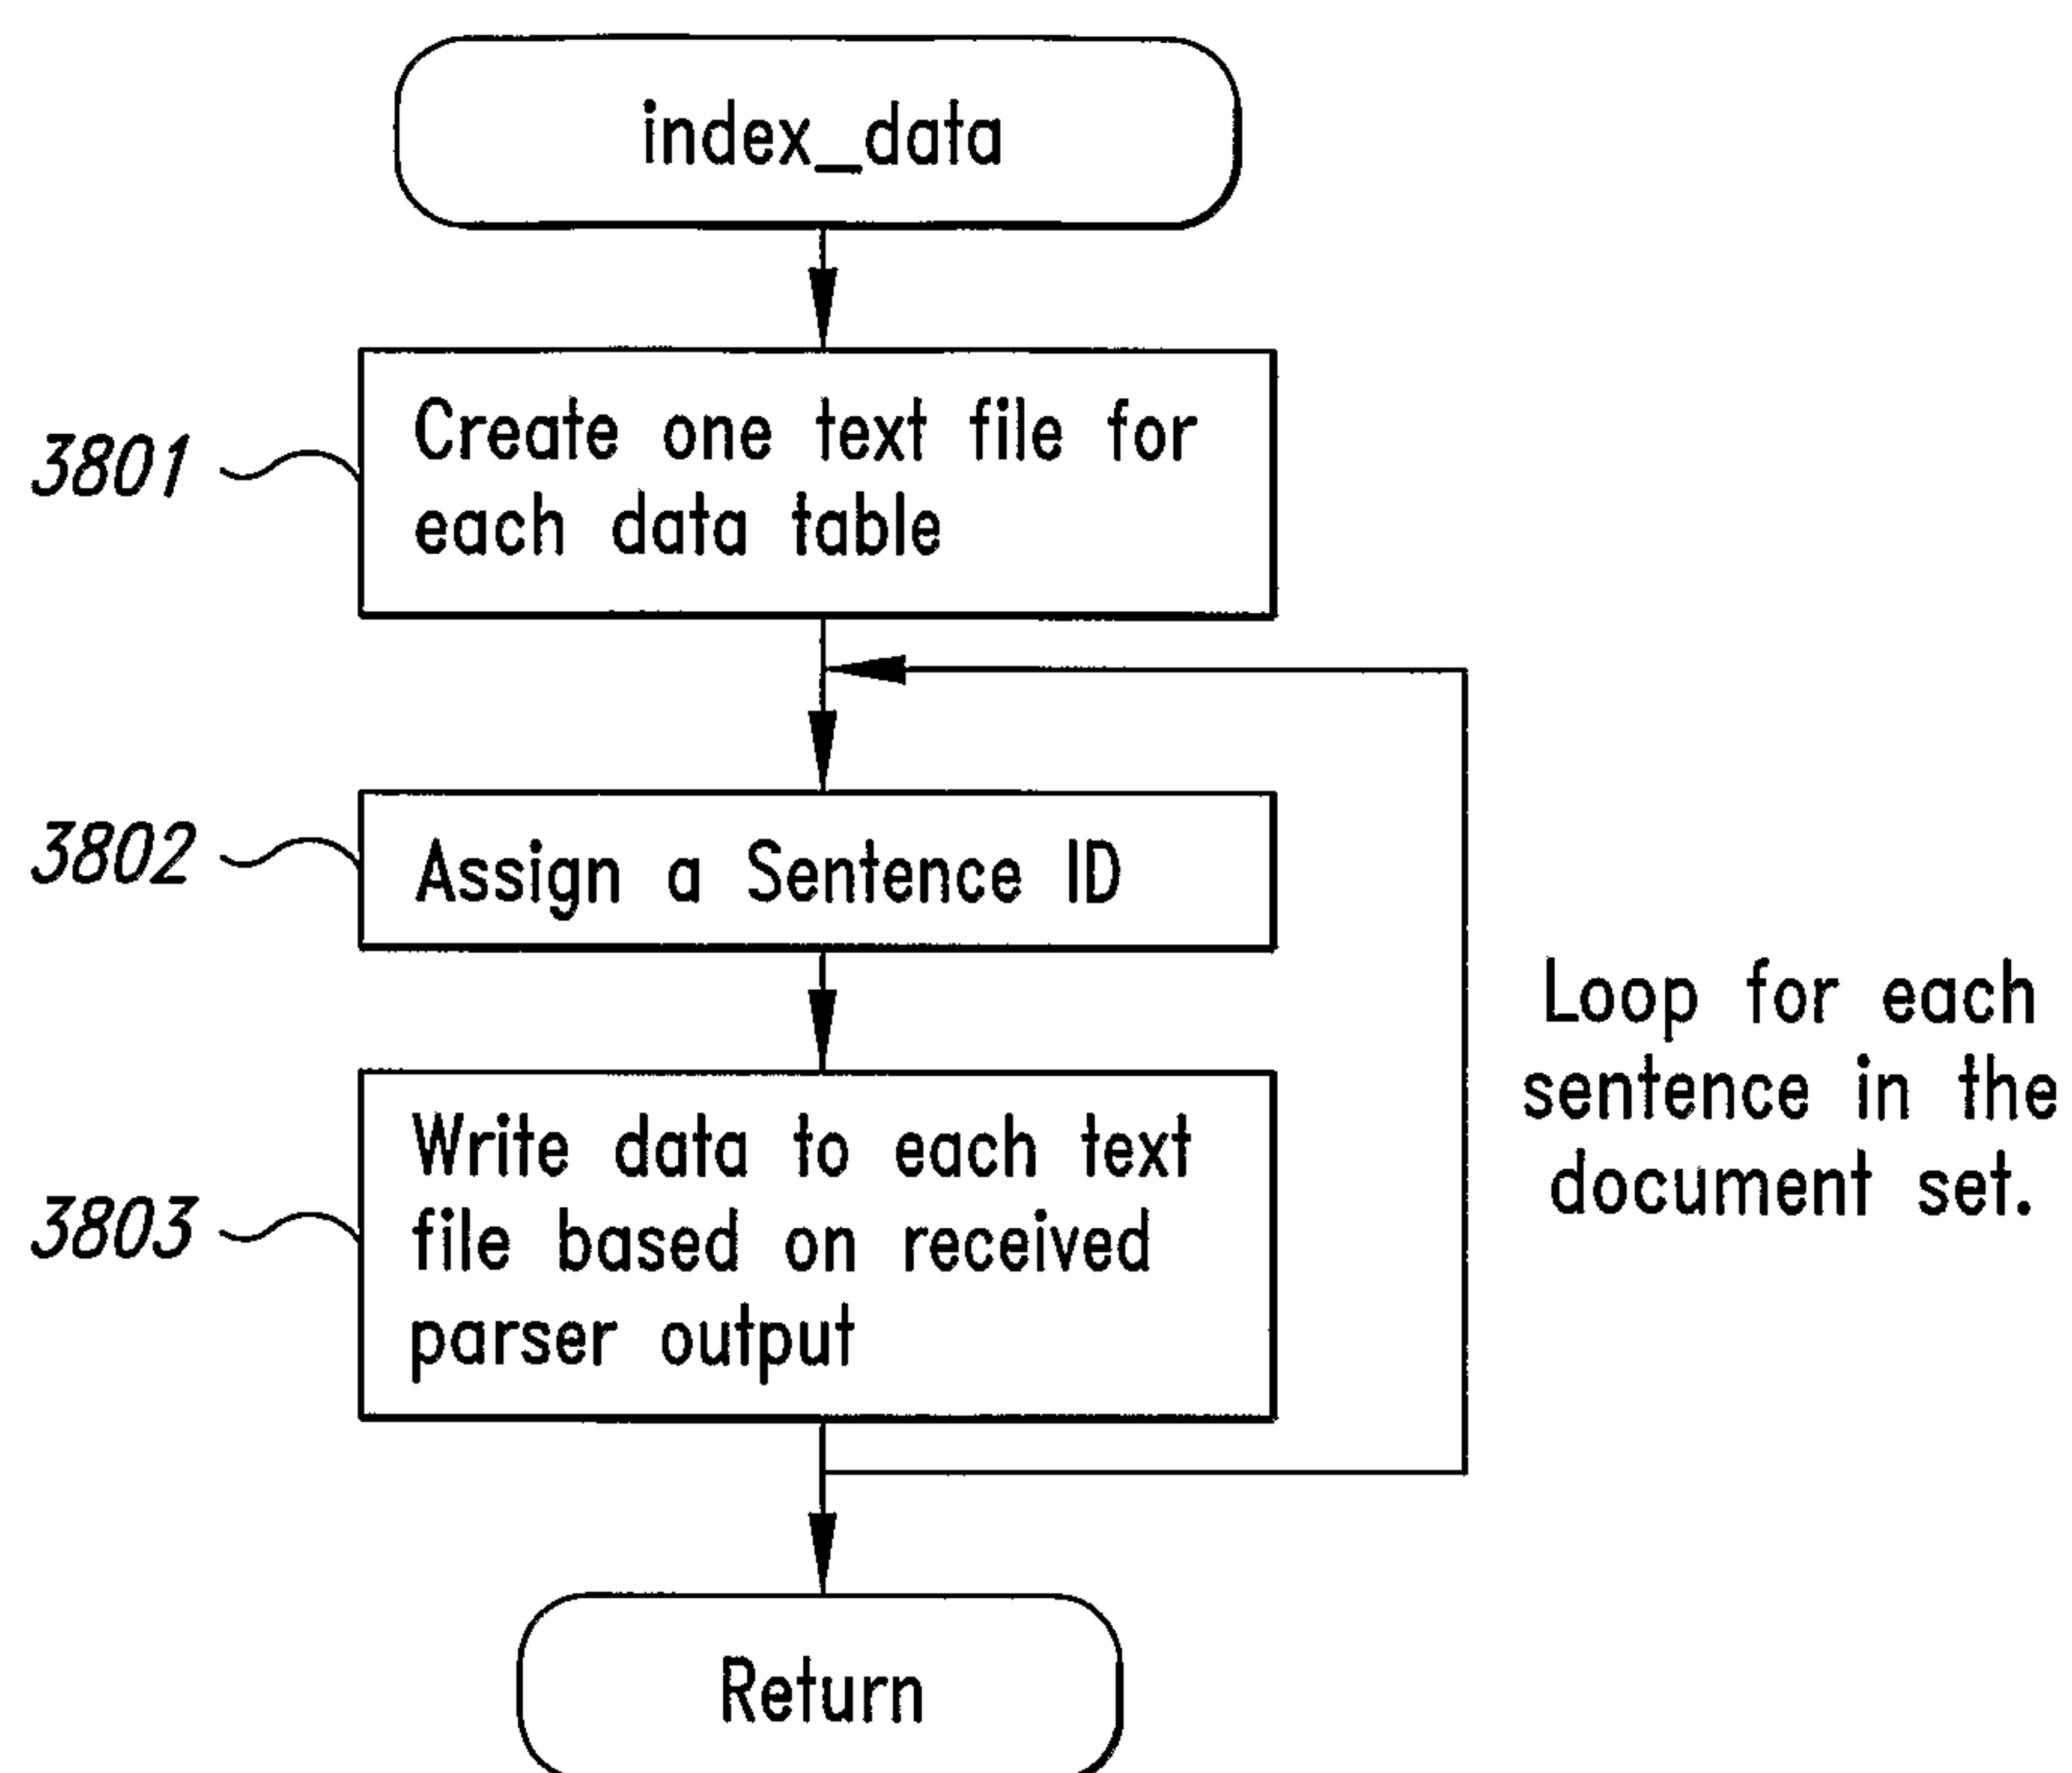 index_data
3801
Create one text file for
each data table
3802
Assign a Sentence ID
Loop for each
sentence in the
document set.
3803
Write data to each text
file based on received
parser output
Return